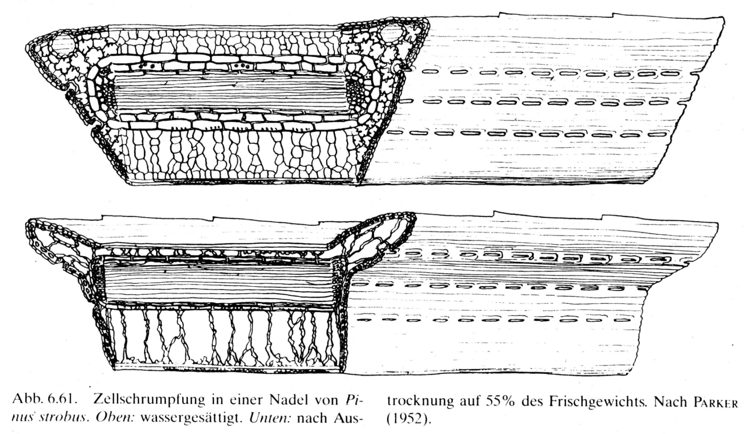 Abb. 6.61. Zellschrumpfung in einer Nadel von Pi-
nus strobus. Oben: wassergesättigt. Unten: nach Aus-
trocknung auf 55% des Frischgewichts. Nach PARKER
(1952).